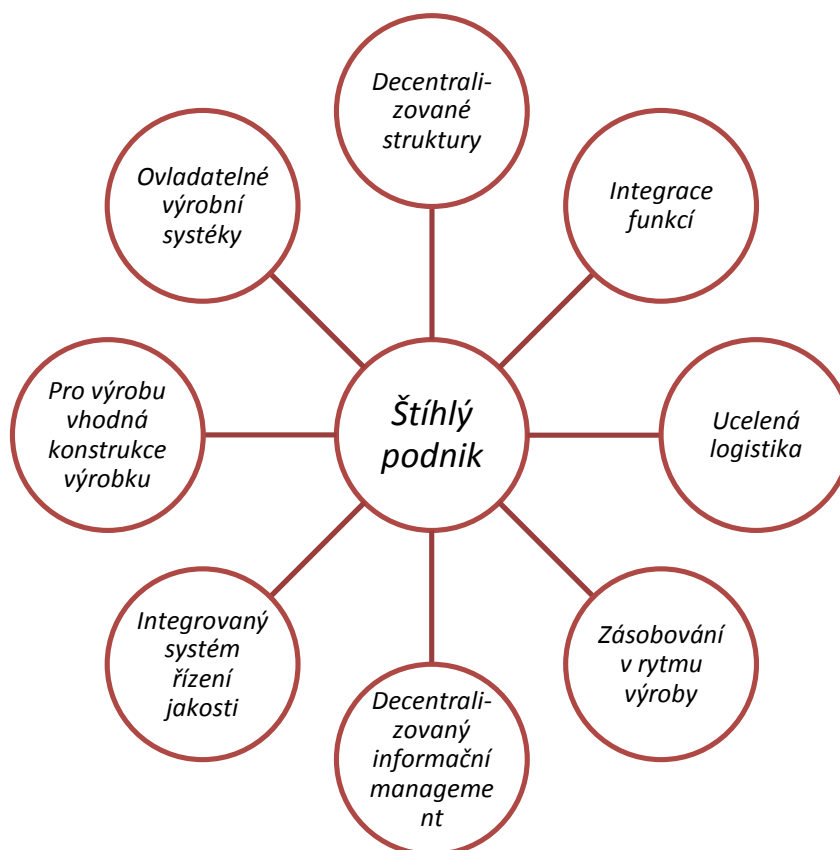 Decentrali-
zované
struktury
Ovladatelné
výrobní
systéky
Integrace
funkcí
Pro výrobu
vhodná
konstrukce
výrobku
Štíhlý
podnik
Ucelená
logistika
Integrovaný
systém
řízení
jakosti
Zásobování
v rytmu
výroby
Decentrali-
zovaný
informační
manageme
nt